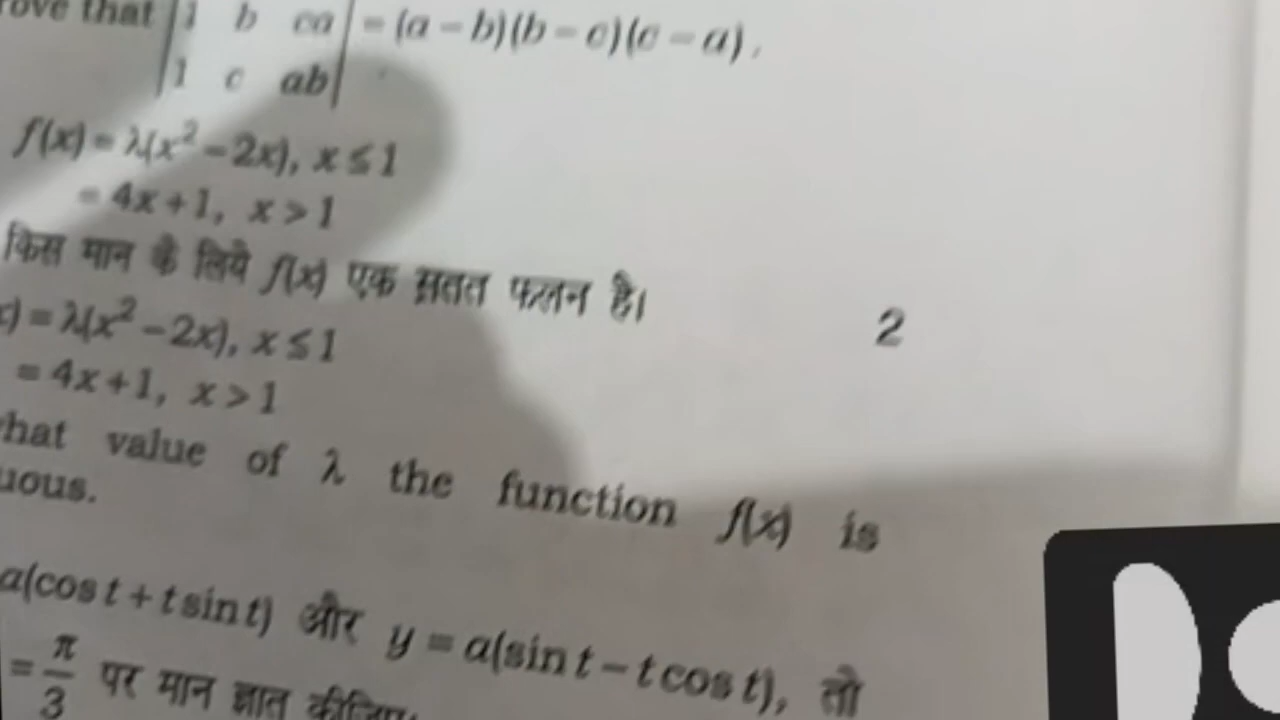 ove that |1 b ca| = (a – b)(b – c)(c – a).
|1 c ab|
f(x) = λ(x² – 2x), x ≤ 1
= 4x + 1, x > 1
किस मान के लिये f(x) एक सतत फलन है। 2
x) = λ(x² – 2x), x ≤ 1
= 4x + 1, x > 1
hat value of λ the function f(x) is
uous.
a(cos t + t sin t) और y = a(sin t – t cos t), तो
= π/3 पर मान ज्ञात कीजिए।